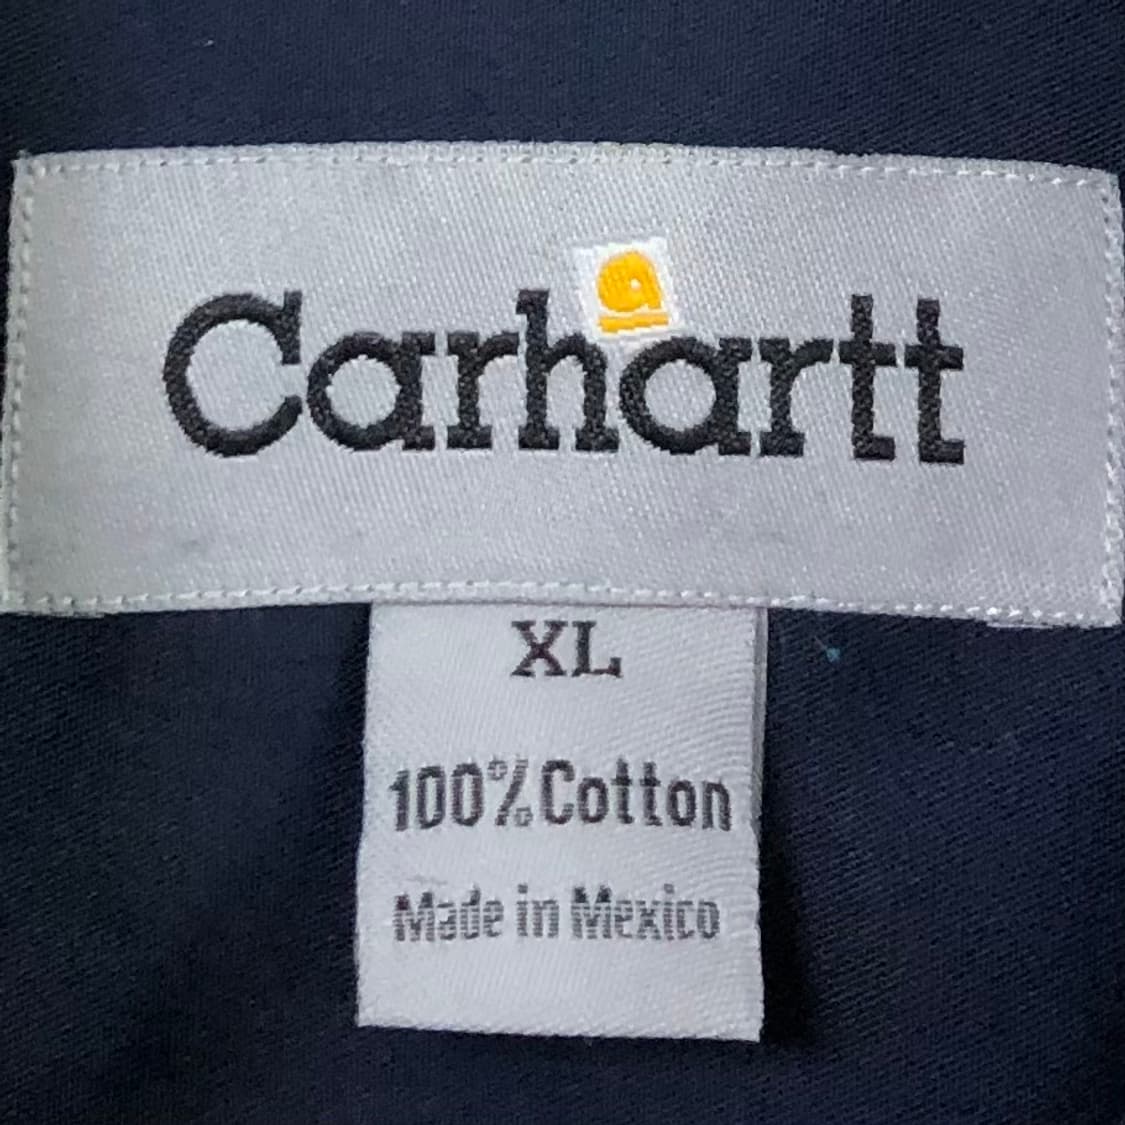 Carhartt
XL
100% Cotton
Made in Mexico